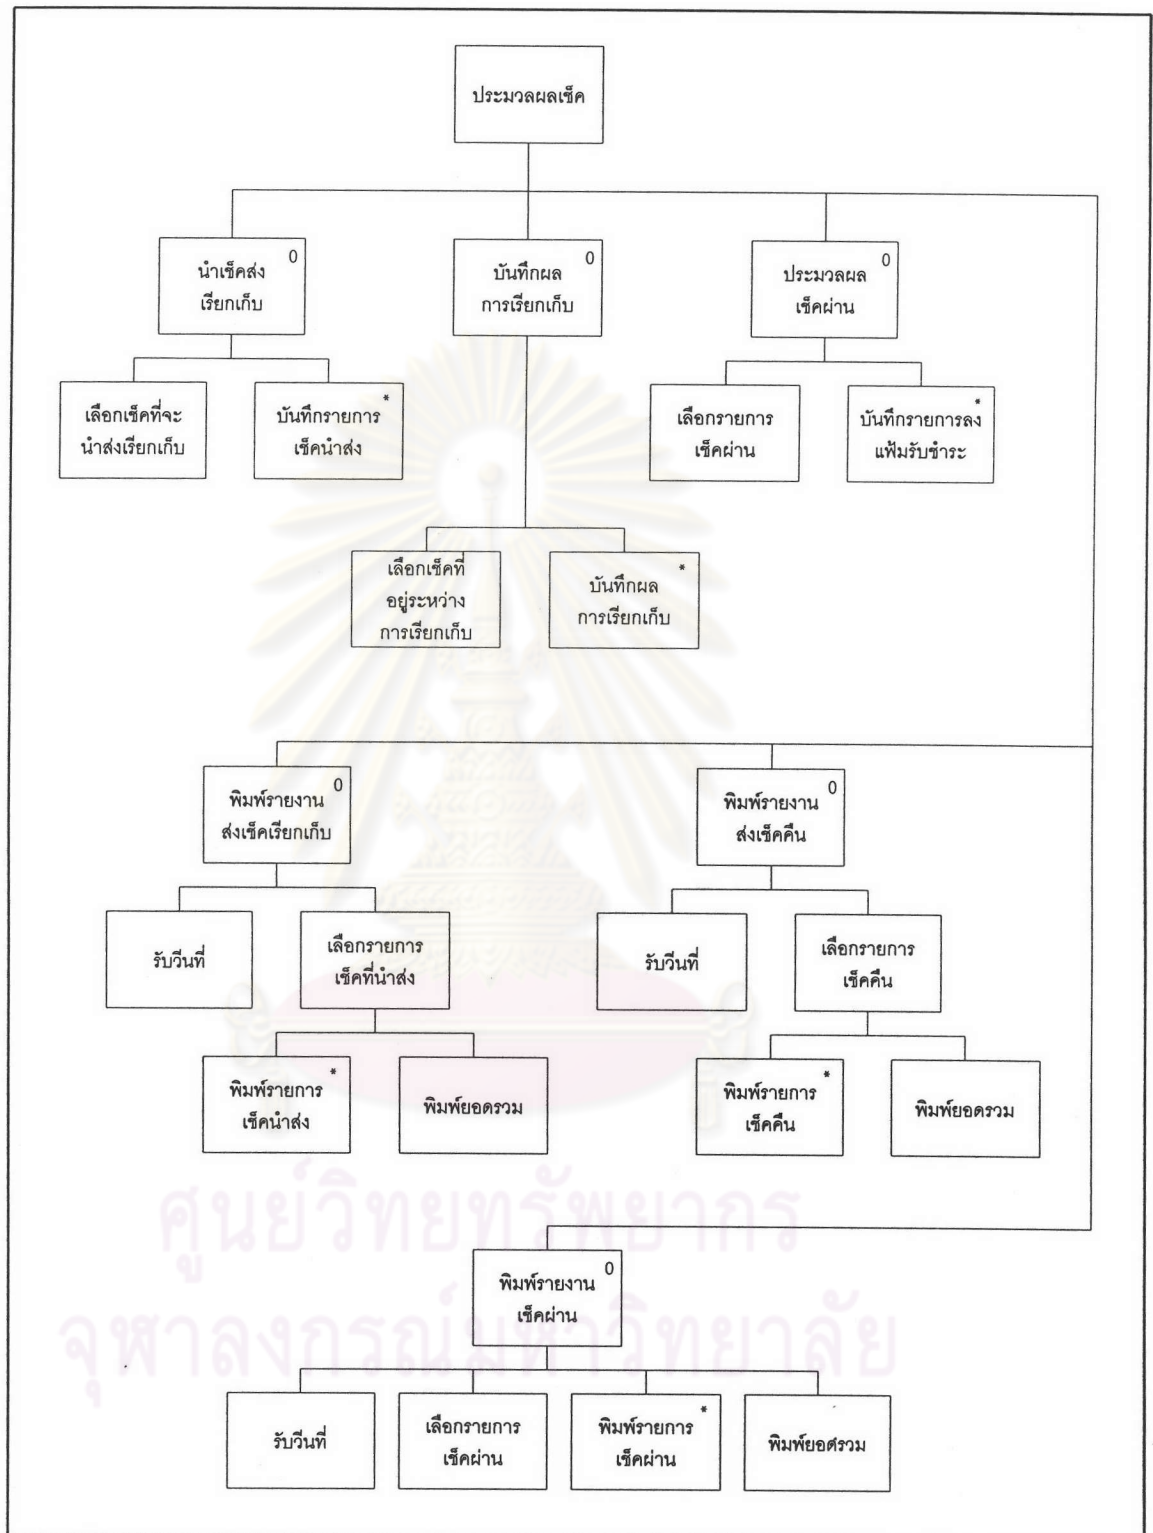 ประมวลผลเช็ค
นำเช็คส่ง 0
เรียกเก็บ
บันทึกผล 0
การเรียกเก็บ
ประมวลผล 0
เช็คผ่าน
เลือกเช็คที่จะ
นำส่งเรียกเก็บ
*
บันทึกรายการ
เช็คนำส่ง
เลือกรายการ
เช็คผ่าน
*
บันทึกรายการลง
แฟ้มรับชำระ
เลือกเช็คที่
อยู่ระหว่าง
การเรียกเก็บ
*
บันทึกผล
การเรียกเก็บ
พิมพ์รายงาน 0
ส่งเช็คเรียกเก็บ
พิมพ์รายงาน 0
ส่งเช็คคืน
รับวีนที่
เลือกรายการ
เช็คที่นำส่ง
รับวีนที่
เลือกรายการ
เช็คคืน
*
พิมพ์รายการ
เช็คนำส่ง
พิมพ์ยอดรวม
*
พิมพ์รายการ
เช็คคืน
พิมพ์ยอดรวม
ศูนย์วิทยทรัพยากร
จุฬาลงกรณ์มหาวิทยาลัย
พิมพ์รายงาน 0
เช็คผ่าน
รับวีนที่
เลือกรายการ
เช็คผ่าน
*
พิมพ์รายการ
เช็คผ่าน
พิมพ์ยอดรวม